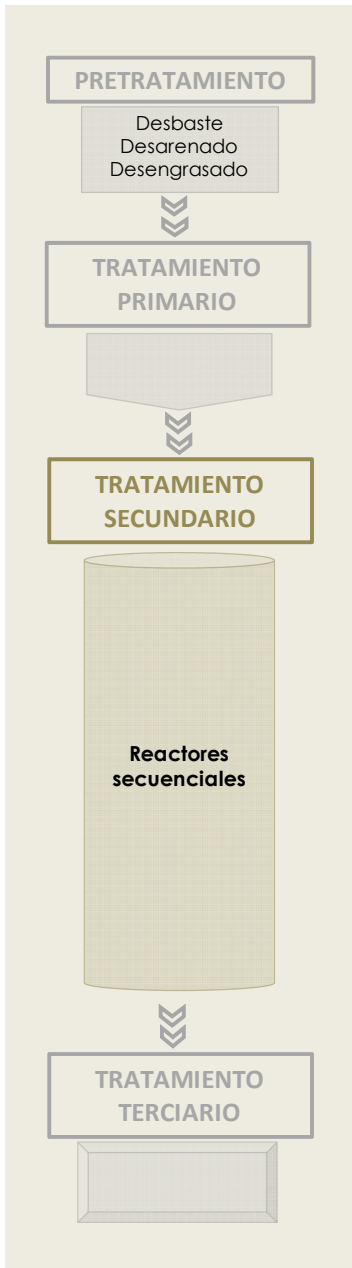 PRETRATAMIENTO
Desbaste
Desarenado
Desengrasado
TRATAMIENTO
PRIMARIO
TRATAMIENTO
SECUNDARIO
Reactores
secuenciales
TRATAMIENTO
TERCIARIO